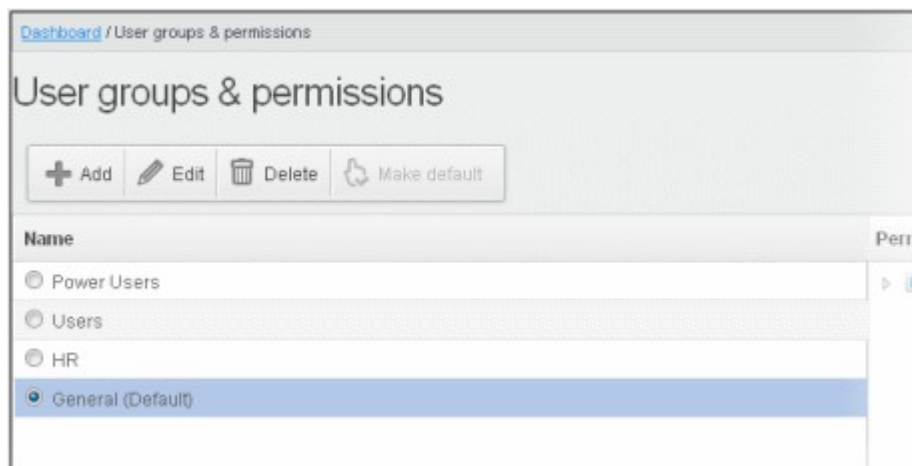 Dashboard / User groups & permissions
User groups & permissions
Add Edit Delete Make default
Name Perr
Power Users
Users
HR
General (Default)